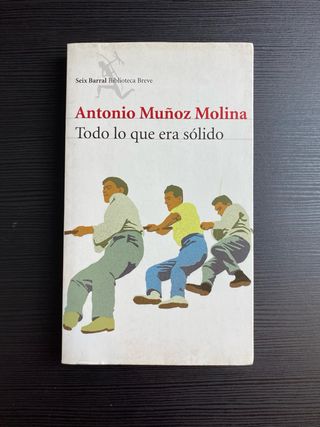 Seix Barral Biblioteca Breve
Antonio Muñoz Molina
Todo lo que era sólido